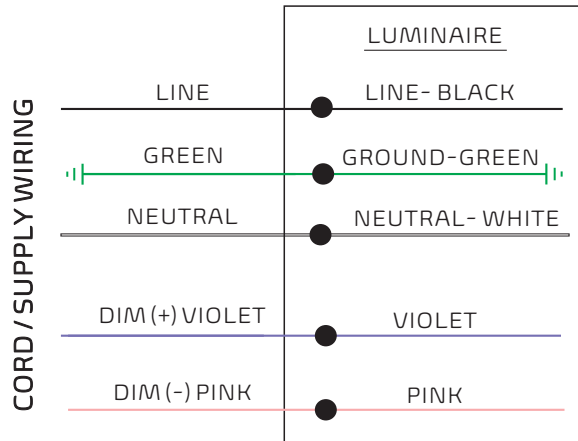 LUMINAIRE
CORD / SUPPLY WIRING
LINE
LINE- BLACK
GREEN
GROUND-GREEN
NEUTRAL
NEUTRAL- WHITE
DIM (+) VIOLET
VIOLET
DIM (-) PINK
PINK